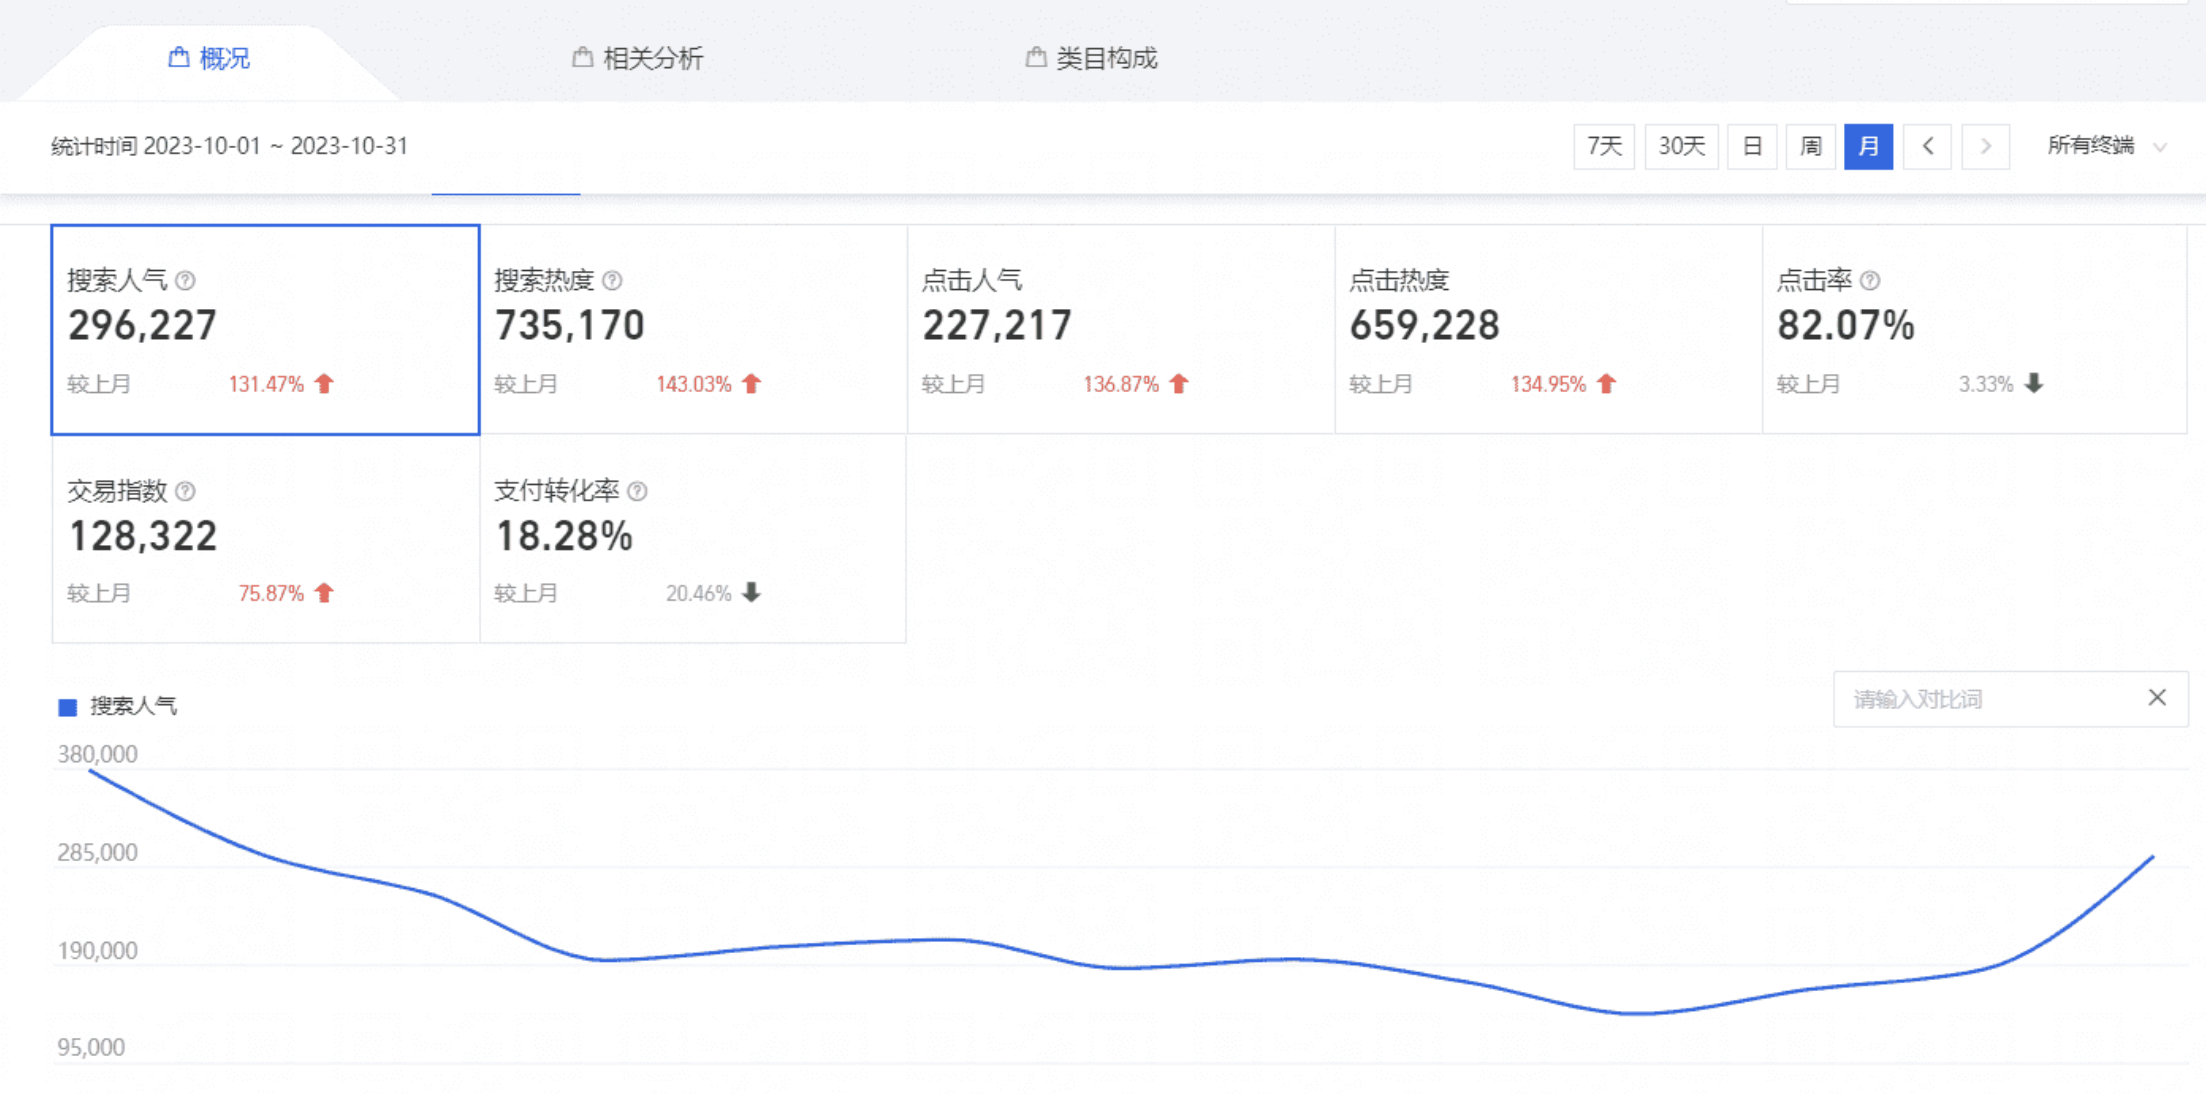 概况
相关分析
类目构成
统计时间 2023-10-01 ~ 2023-10-31
7天 30天 日 周 月 < > 所有终端
搜索人气 ?
296,227
较上月 131.47%
搜索热度 ?
735,170
较上月 143.03%
点击人气
227,217
较上月 136.87%
点击热度
659,228
较上月 134.95%
点击率 ?
82.07%
较上月 3.33%
交易指数 ?
128,322
较上月 75.87%
支付转化率 ?
18.28%
较上月 20.46%
搜索人气
请输入对比词
380,000
285,000
190,000
95,000